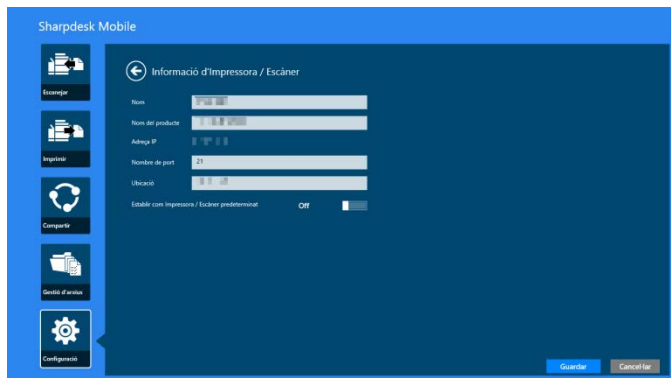 Sharpdesk Mobile
Escanejar
Imprimir
Compartir
Gestió d'arxius
Configuració
Informació d'Impressora / Escàner
Nom
Nom del producte
Adreça IP
Nombre de port 21
Ubicació
Establir com Impressora / Escàner predeterminat Off
Guardar Cancel·lar